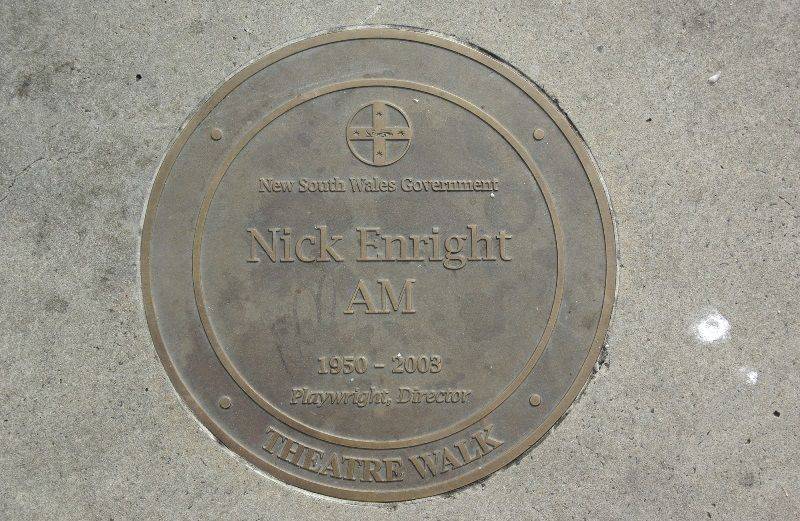 New South Wales Government
Nick Enright
AM
1950 - 2003
Playwright, Director
THEATRE WALK